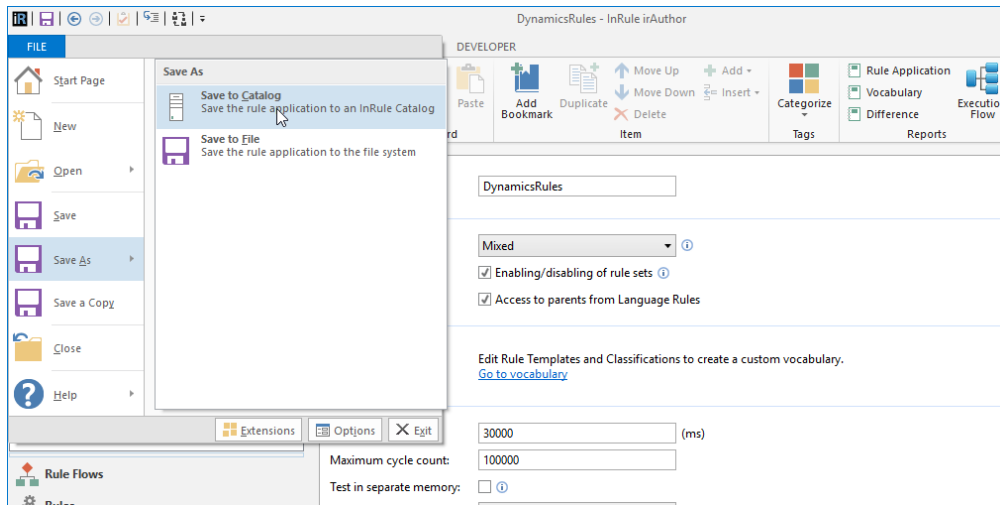 iR
DynamicsRules - InRule irAuthor
FILE
DEVELOPER
Start Page
New
Open
Save
Save As
Save a Copy
Close
Help
Save As
Save to Catalog
Save the rule application to an InRule Catalog
Save to File
Save the rule application to the file system
Extensions
Options
Exit
Paste
Add
Bookmark
Duplicate
Move Up
Move Down
Delete
Add
Insert
Item
Categorize
Tags
Rule Application
Vocabulary
Difference
Flow
Reports
DynamicsRules
Mixed
Enabling/disabling of rule sets
Access to parents from Language Rules
Edit Rule Templates and Classifications to create a custom vocabulary.
Go to vocabulary
30000 (ms)
Maximum cycle count: 100000
Test in separate memory:
Rule Flows
Rules